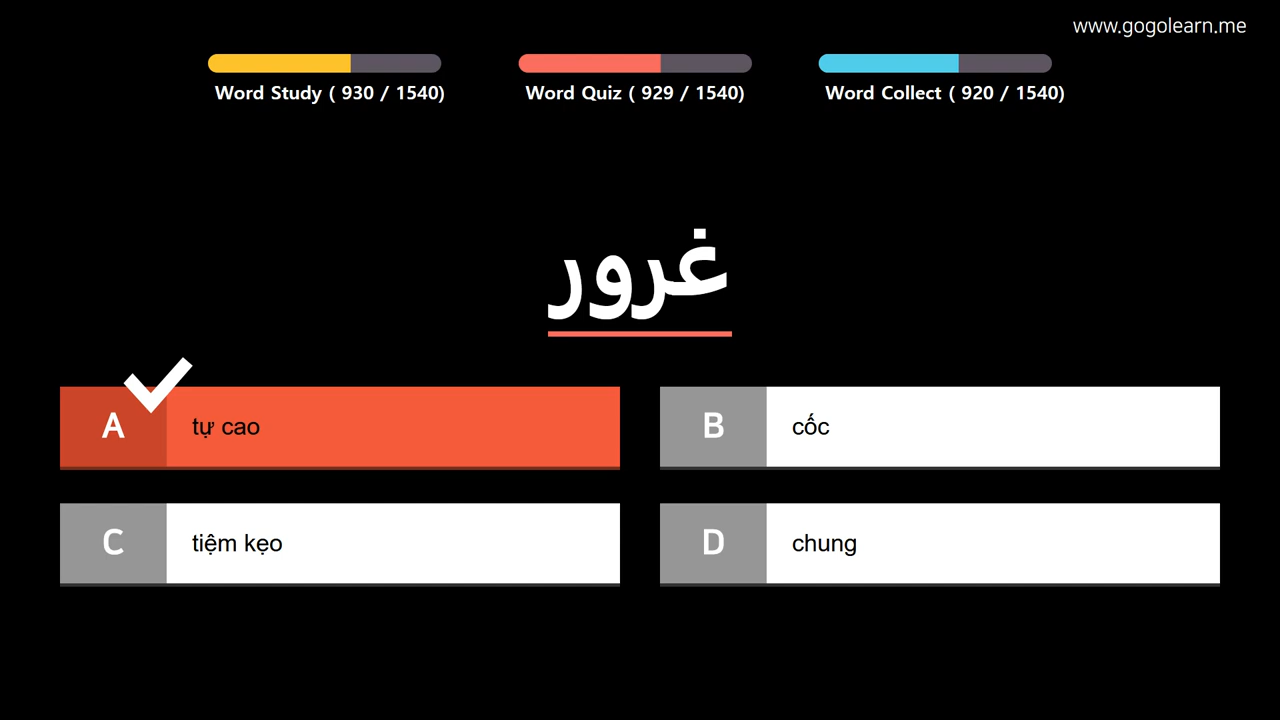 www.gogolearn.me
Word Study ( 930 / 1540)
Word Quiz ( 929 / 1540)
Word Collect ( 920 / 1540)
غرور
A
tự cao
B
cốc
C
tiệm kẹo
D
chung